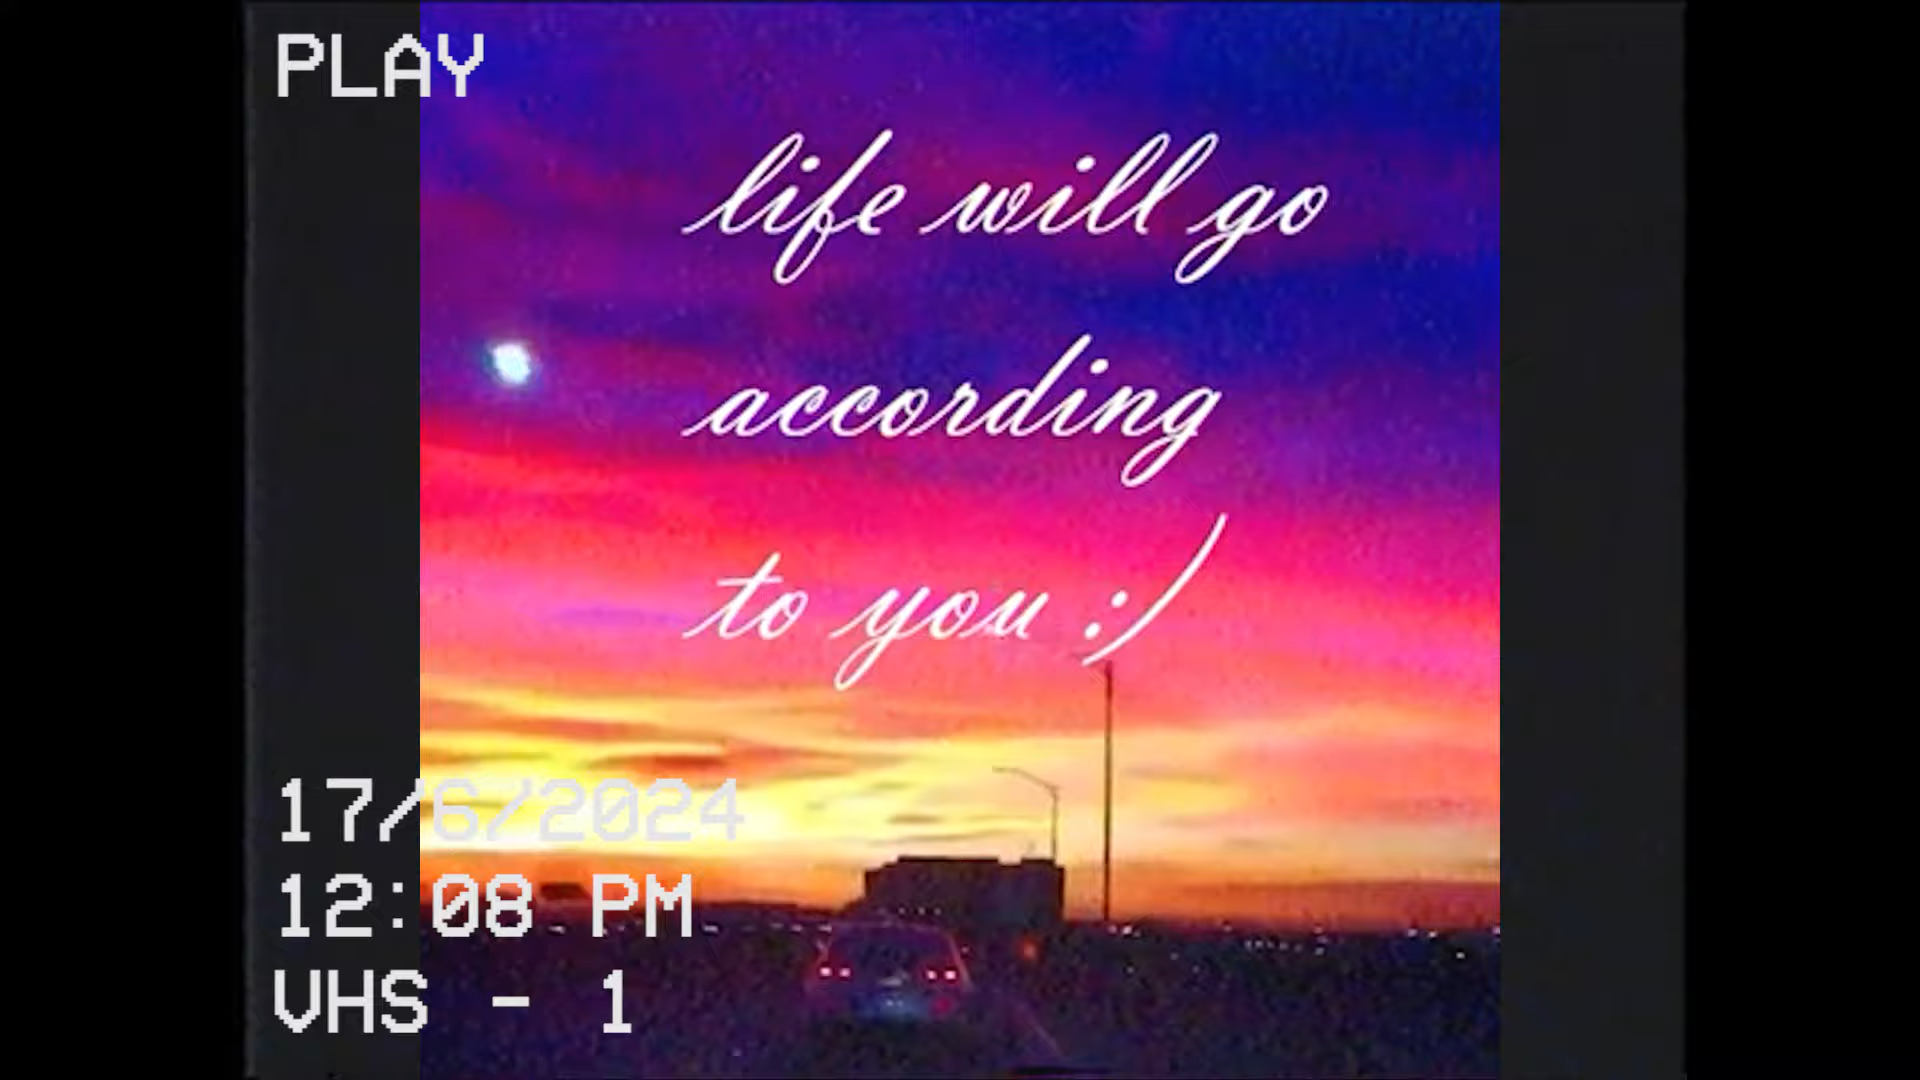 PLAY
life will go
according
to you :)
17/6/2024
12:08 PM
VHS - 1